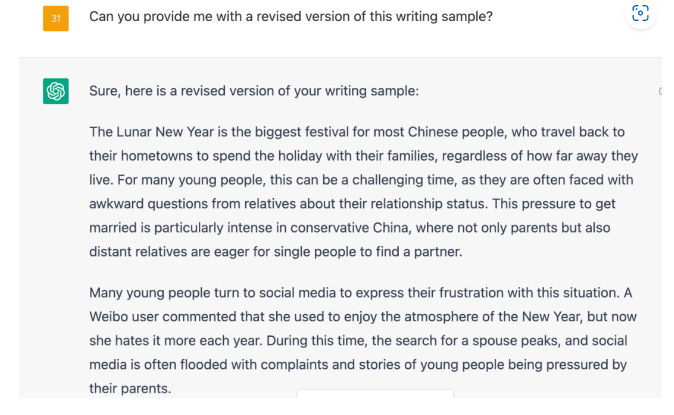 31
Can you provide me with a revised version of this writing sample?
Sure, here is a revised version of your writing sample:
The Lunar New Year is the biggest festival for most Chinese people, who travel back to
their hometowns to spend the holiday with their families, regardless of how far away they
live. For many young people, this can be a challenging time, as they are often faced with
awkward questions from relatives about their relationship status. This pressure to get
married is particularly intense in conservative China, where not only parents but also
distant relatives are eager for single people to find a partner.
Many young people turn to social media to express their frustration with this situation. A
Weibo user commented that she used to enjoy the atmosphere of the New Year, but now
she hates it more each year. During this time, the search for a spouse peaks, and social
media is often flooded with complaints and stories of young people being pressured by
their parents.